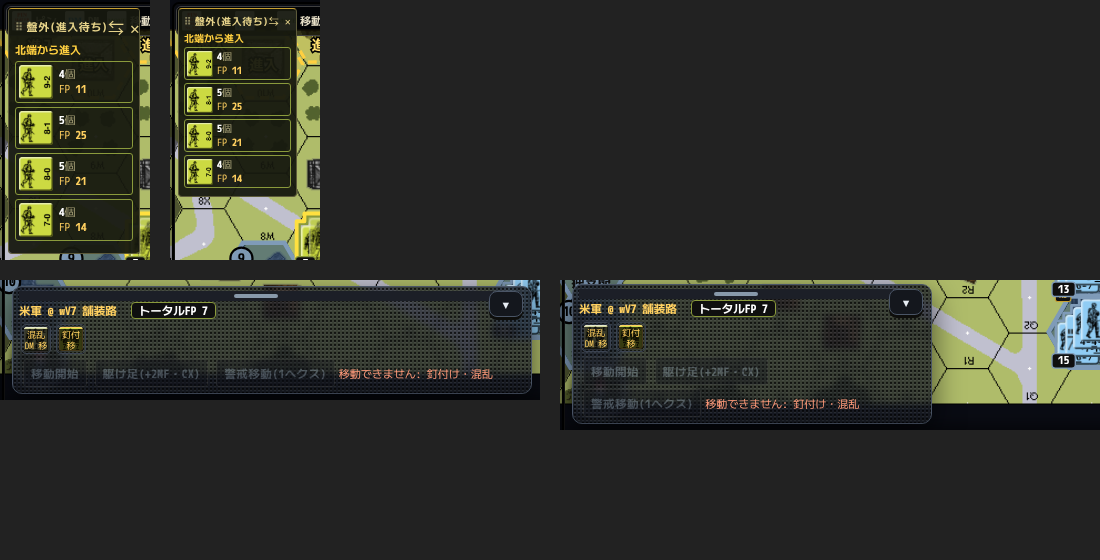 盤外(進入待ち)⇆ ×
北端から進入
9-2 4個
FP 11
8-1 5個
FP 25
8-0 5個
FP 21
7-0 4個
FP 14
盤外(進入待ち)⇆ ×
移動
北端から進入
9-2 4個
FP 11
8-1 5個
FP 25
8-0 5個
FP 21
7-0 4個
FP 14
X8
W8
米軍 @ wV7 舗装路 トータルFP 7 ▼
混乱 釘付
DM 移 移
移動開始 駆け足(+2MF・CX) 警戒移動(1ヘクス) 移動できません: 釘付け・混乱
米軍 @ wV7 舗装路 トータルFP 7 ▼
混乱 釘付
DM 移 移
移動開始 駆け足(+2MF・CX)
警戒移動(1ヘクス) 移動できません: 釘付け・混乱
R2
13
Q2
R1
15
Q1